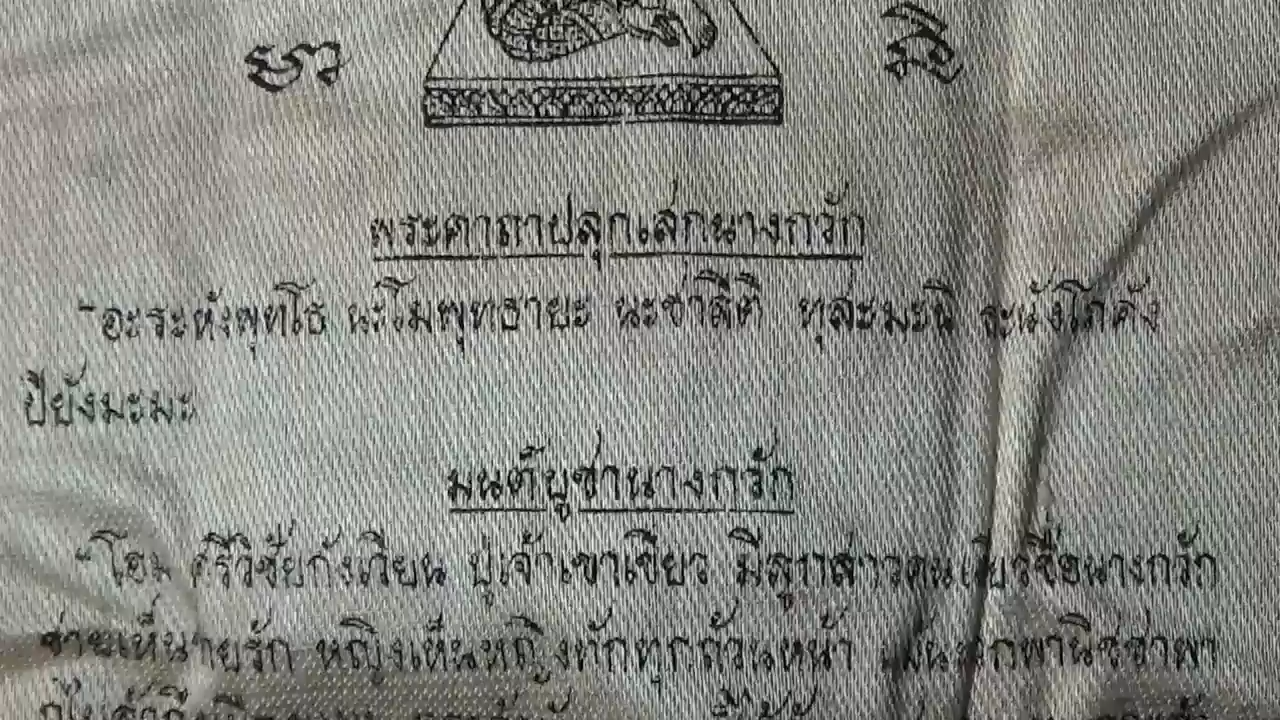 พระคาถาปลุกเส่กนางกวัก
"อะระหังพุทโธ นะโมพุทธายะ นะชาลีติ ทุละมะนิ จะนังโภคัง
ปิยังมะมะ
มนต์บูชานางกวัก
"โอม ศรีวิชัยกังเวียน ปู่เจ้าเขาเขียว มีลูกสาวคนเดียวชื่อนางกวัก
ชายเห็นชายรัก หญิงเห็นหญิงทักทุกถ้วนหน้า